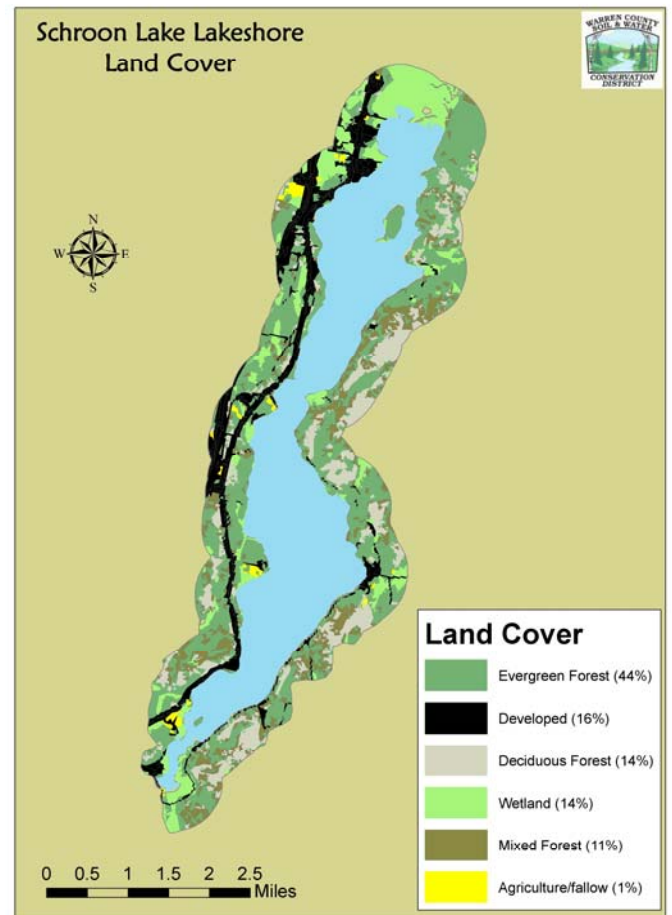 Schroon Lake Lakeshore
Land Cover
WARREN COUNTY
SOIL & WATER
CONSERVATION
DISTRICT
N
W E
S
Land Cover
Evergreen Forest (44%)
Developed (16%)
Deciduous Forest (14%)
Wetland (14%)
Mixed Forest (11%)
Agriculture/fallow (1%)
0 0.5 1 1.5 2 2.5
Miles